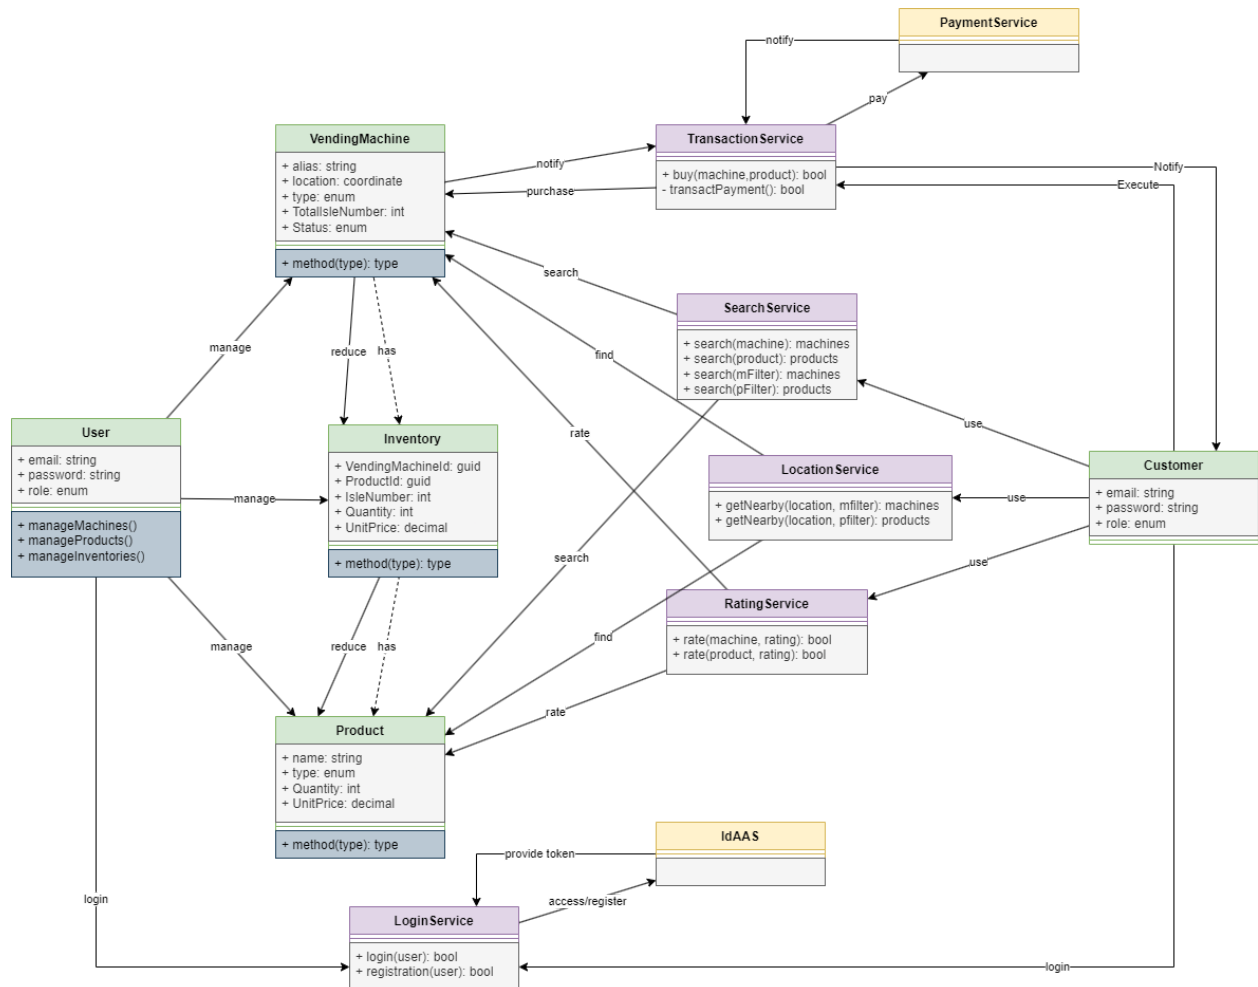 PaymentService
notify
pay
VendingMachine
+ alias: string
+ location: coordinate
+ type: enum
+ TotalIsleNumber: int
+ Status: enum
+ method(type): type
notify
purchase
TransactionService
+ buy(machine,product): bool
- transactPayment(): bool
Notify
Execute
search
SearchService
+ search(machine): machines
+ search(product): products
+ search(mFilter): machines
+ search(pFilter): products
manage
reduce
has
find
use
User
+ email: string
+ password: string
+ role: enum
+ manageMachines()
+ manageProducts()
+ manageInventories()
manage
Inventory
+ VendingMachineId: guid
+ ProductId: guid
+ IsleNumber: int
+ Quantity: int
+ UnitPrice: decimal
+ method(type): type
rate
LocationService
+ getNearby(location, mfilter): machines
+ getNearby(location, pfilter): products
use
Customer
+ email: string
+ password: string
+ role: enum
search
use
RatingService
+ rate(machine, rating): bool
+ rate(product, rating): bool
manage
reduce
has
find
rate
Product
+ name: string
+ type: enum
+ Quantity: int
+ UnitPrice: decimal
+ method(type): type
IdAAS
provide token
access/register
login
LoginService
+ login(user): bool
+ registration(user): bool
login